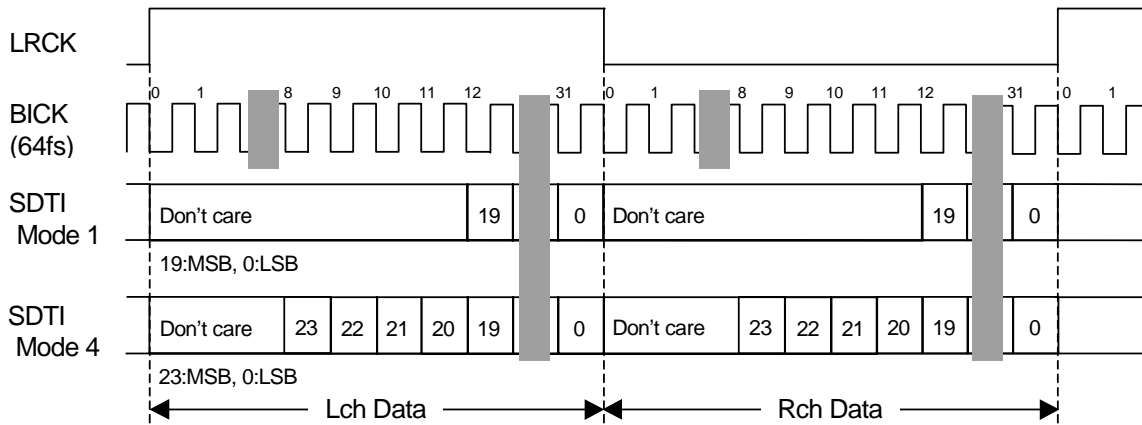 LRCK
0 1 8 9 10 11 12 31 0 1 8 9 10 11 12 31 0 1
BICK
(64fs)
SDTI
Mode 1
Don't care 19 0 Don't care 19 0
19:MSB, 0:LSB
SDTI
Mode 4
Don't care 23 22 21 20 19 0 Don't care 23 22 21 20 19 0
23:MSB, 0:LSB
Lch Data Rch Data